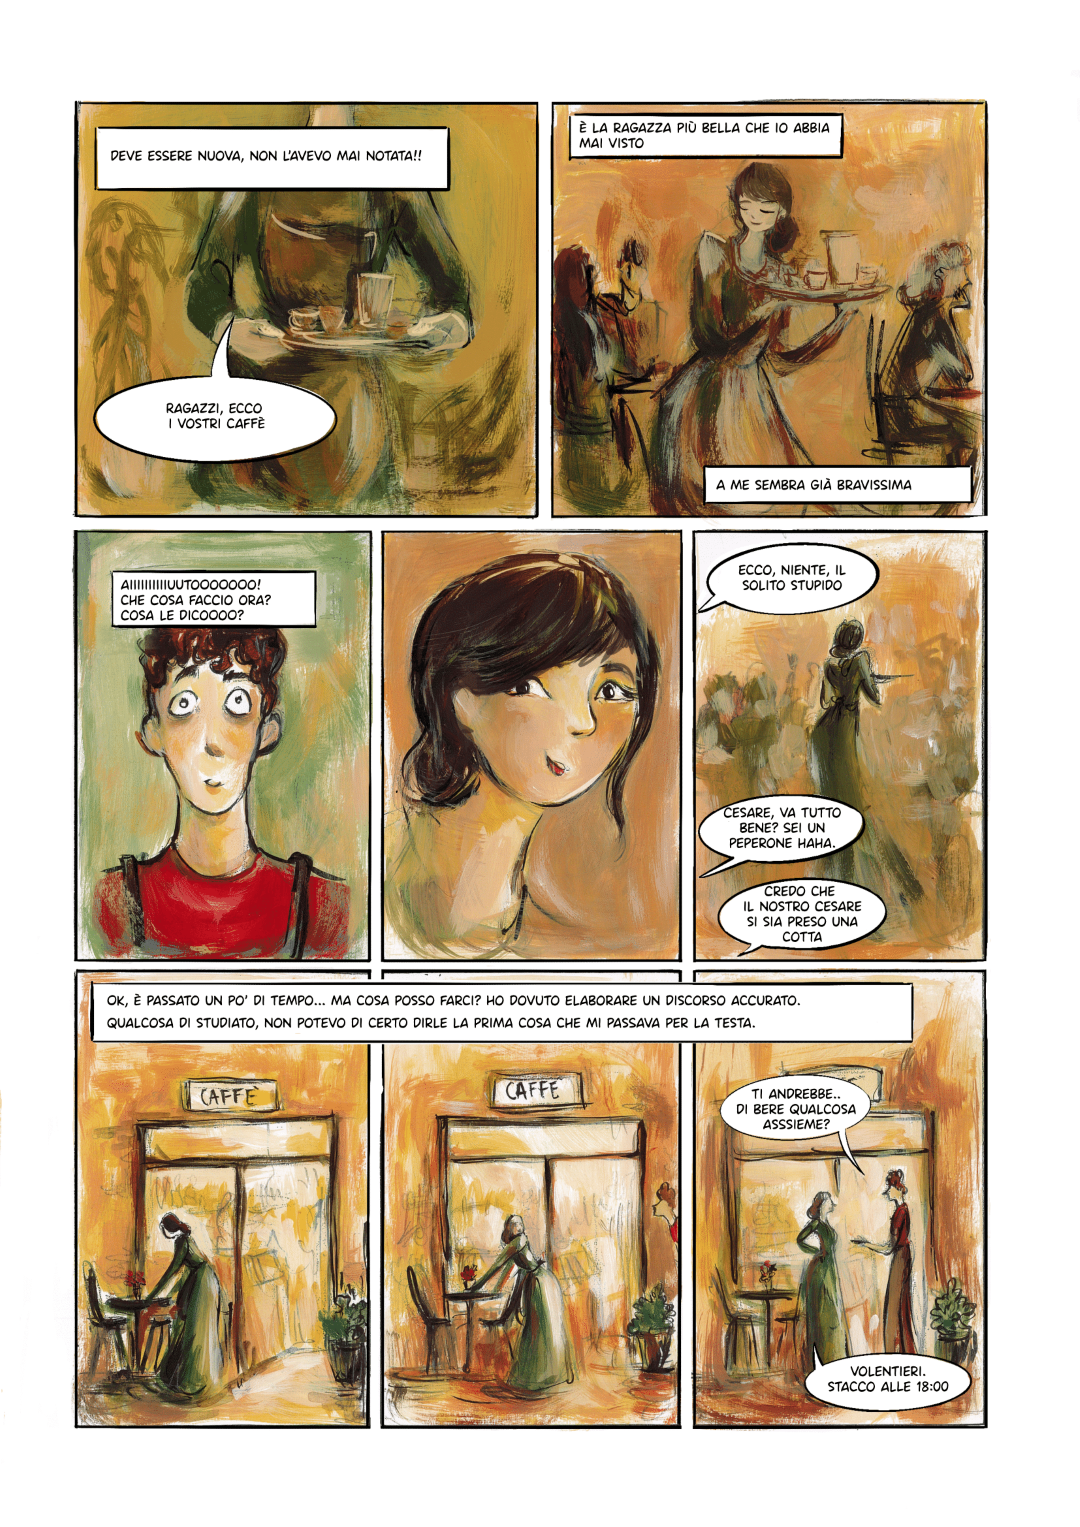 DEVE ESSERE NUOVA, NON L'AVEVO MAI NOTATA!!
RAGAZZI, ECCO
I VOSTRI CAFFÈ
È LA RAGAZZA PIÙ BELLA CHE IO ABBIA
MAI VISTO
A ME SEMBRA GIÀ BRAVISSIMA
AIIIIIIIIIIUUTOOOOOOO!
CHE COSA FACCIO ORA?
COSA LE DICOOOO?
ECCO, NIENTE, IL
SOLITO STUPIDO
CESARE, VA TUTTO
BENE? SEI UN
PEPERONE HAHA.
CREDO CHE
IL NOSTRO CESARE
SI SIA PRESO UNA
COTTA
OK, È PASSATO UN PO' DI TEMPO... MA COSA POSSO FARCI? HO DOVUTO ELABORARE UN DISCORSO ACCURATO.
QUALCOSA DI STUDIATO, NON POTEVO DI CERTO DIRLE LA PRIMA COSA CHE MI PASSAVA PER LA TESTA.
CAFFÈ
CAFFE
TI ANDREBBE..
DI BERE QUALCOSA
ASSSIEME?
VOLENTIERI.
STACCO ALLE 18:00